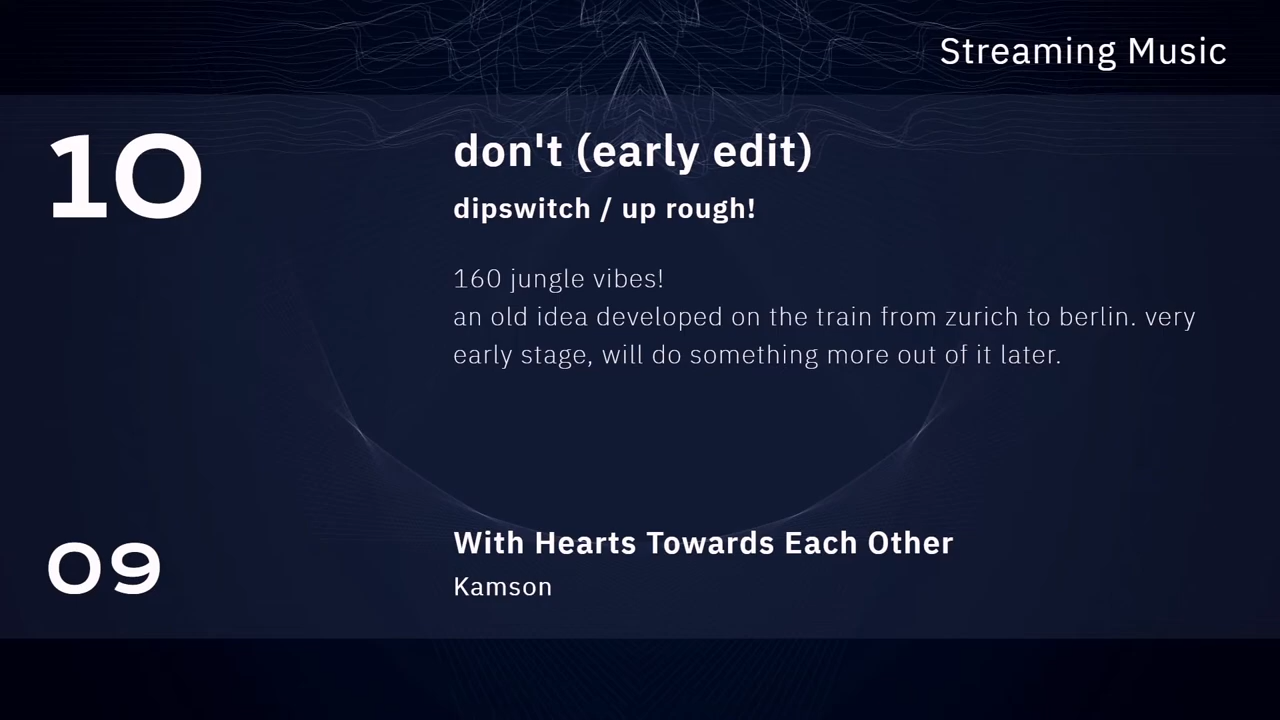 Streaming Music
10
don't (early edit)
dipswitch / up rough!
160 jungle vibes!
an old idea developed on the train from zurich to berlin. very
early stage, will do something more out of it later.
09
With Hearts Towards Each Other
Kamson